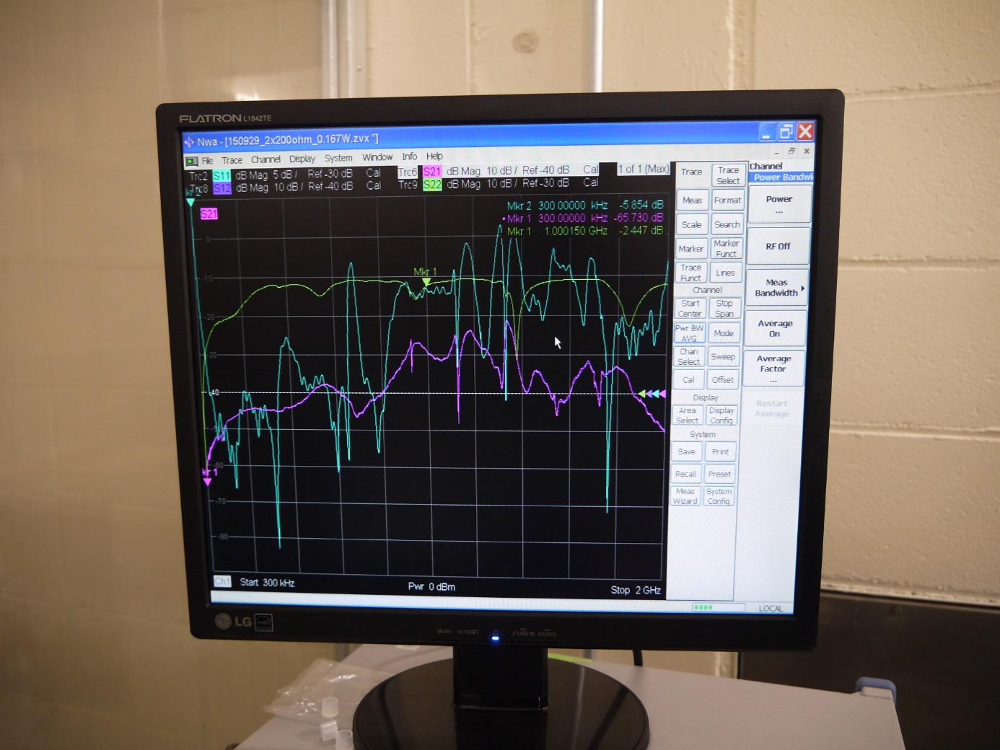 FLATRON L1942TE
Nwa - [150929_2x200ohm_0.167W.zvx *]
File Trace Channel Display System Window Info Help
Trc2 S11 dB Mag 5 dB / Ref -30 dB Cal Trc6 S21 dB Mag 10 dB / Ref -40 dB Cal 1 of 1 (Max)
Trc8 S12 dB Mag 10 dB / Ref -40 dB Cal Trc9 S22 dB Mag 10 dB / Ref -30 dB Cal
S21
Mkr 2 300.00000 kHz -5.854 dB
•Mkr 1 300.00000 kHz -65.730 dB
Mkr 1 1.000150 GHz -2.447 dB
0
-10
Mkr 1
-20
-30
-40
-60
kr 1
-70
-80
Ch1 Start 300 kHz Pwr 0 dBm Stop 2 GHz
Trace Trace Select
Meas Format
Scale Search
Marker Marker Funct
Trace Funct Lines
Channel
Start Center Stop Span
Pwr BW AVG Mode
Chan Select Sweep
Cal Offset
Display
Area Select Display Config
System
Save Print
Recall Preset
Meas Wizard System Config
Channel
Power Bandwi
Power
...
RF Off
Meas
Bandwidth
Average
On
Average
Factor
...
Restart
Average
LOCAL
LG
MENU AUTO/SET /ENGINE SOURCE